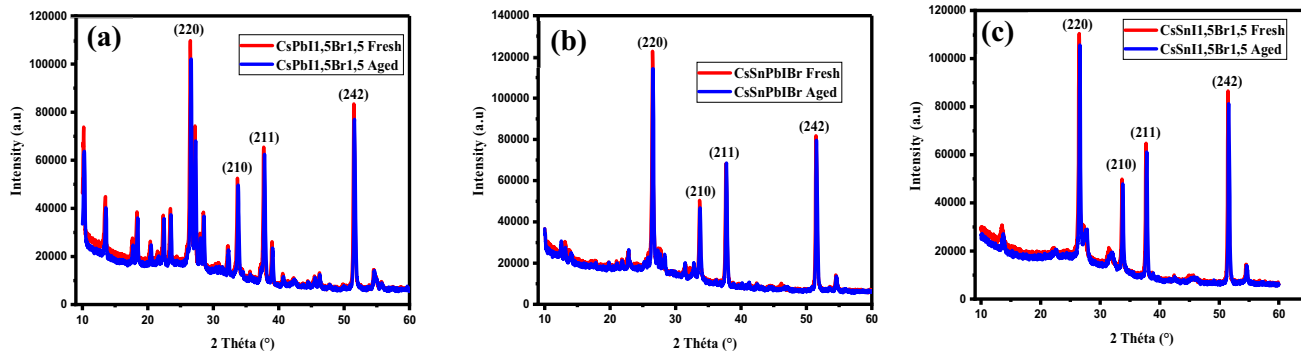 (a)
CsPbI1,5Br1,5 Fresh
CsPbI1,5Br1,5 Aged
(220)
(210)
(211)
(242)
Intensity (a.u)
120000
100000
80000
60000
40000
20000
0
10 20 30 40 50 60
2 Théta (°)
(b)
CsSnPbIBr Fresh
CsSnPbIBr Aged
(220)
(210)
(211)
(242)
Intensity (a.u)
140000
120000
100000
80000
60000
40000
20000
0
10 20 30 40 50 60
2 Théta (°)
(c)
CsSnI1,5Br1,5 Fresh
CsSnI1,5Br1,5 Aged
(220)
(210)
(211)
(242)
Intensity (a.u)
120000
100000
80000
60000
40000
20000
0
10 20 30 40 50 60
2 Théta (°)